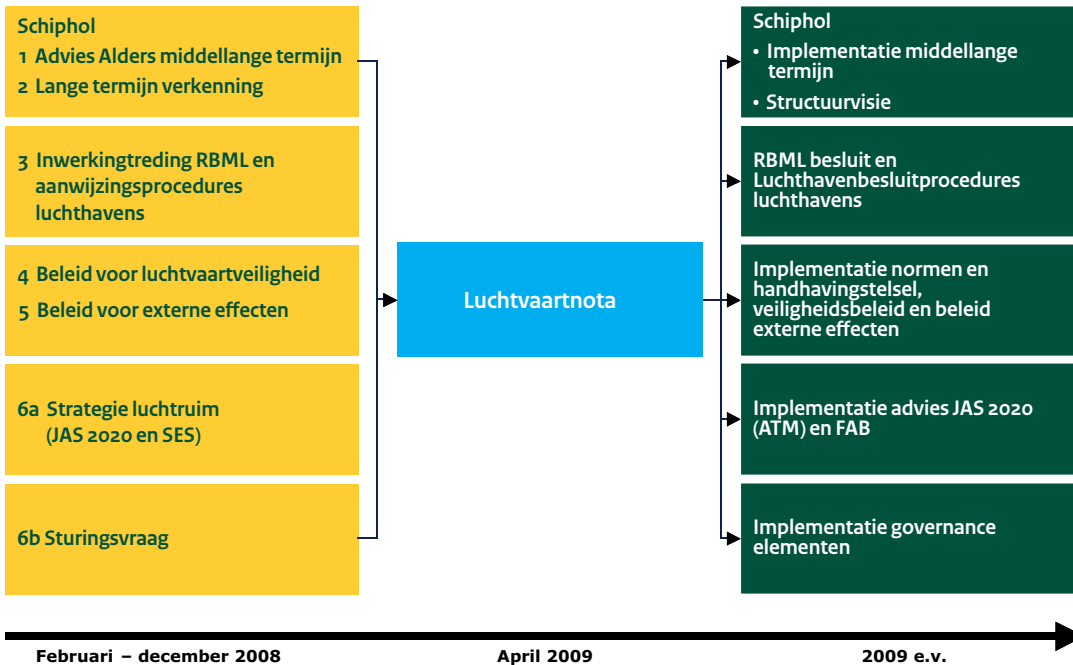 Schiphol
1 Advies Alders middellange termijn
2 Lange termijn verkenning
3 Inwerkingtreding RBML en
aanwijzingsprocedures
luchthavens
4 Beleid voor luchtvaartveiligheid
5 Beleid voor externe effecten
6a Strategie luchtruim
(JAS 2020 en SES)
6b Sturingsvraag
Luchtvaartnota
Schiphol
• Implementatie middellange
termijn
• Structuurvisie
RBML besluit en
Luchthavenbesluitprocedures
luchthavens
Implementatie normen en
handhavingstelsel,
veiligheidsbeleid en beleid
externe effecten
Implementatie advies JAS 2020
(ATM) en FAB
Implementatie governance
elementen
Februari – december 2008
April 2009
2009 e.v.